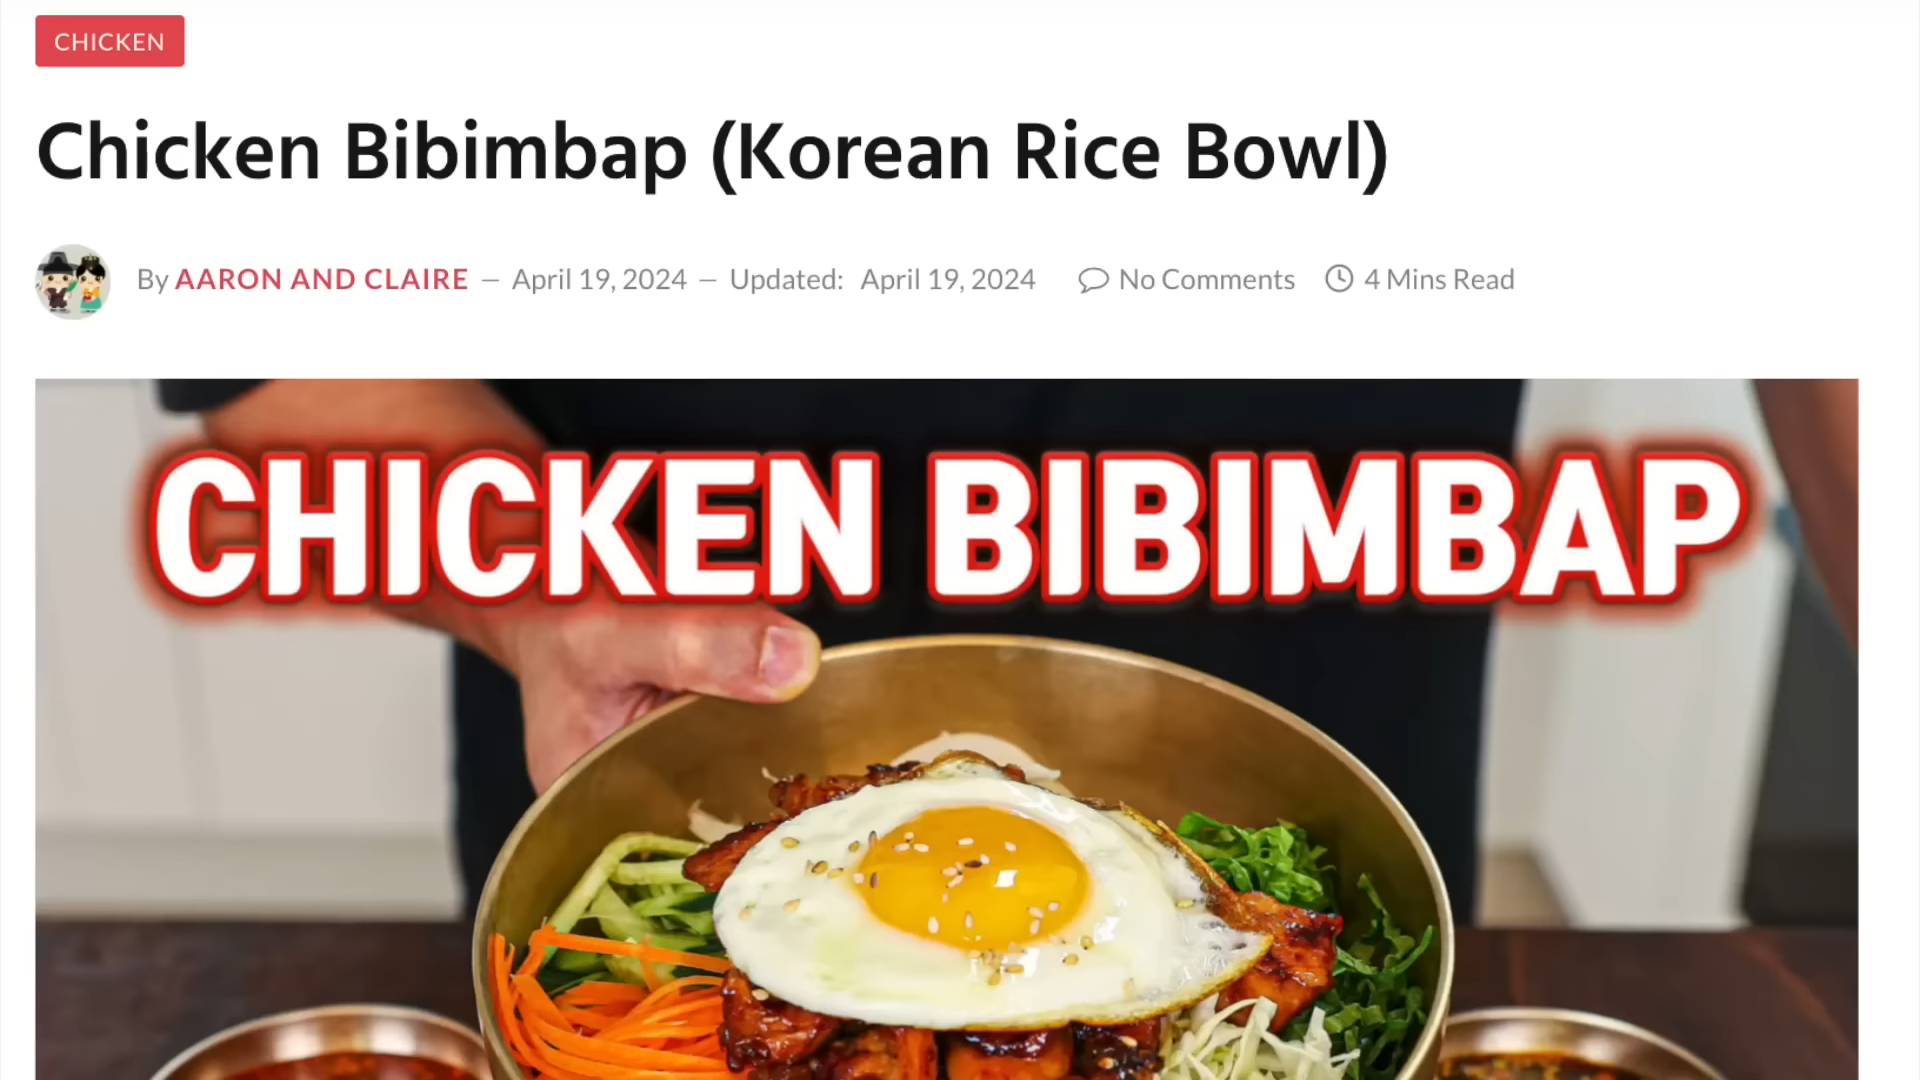 CHICKEN
Chicken Bibimbap (Korean Rice Bowl)
By AARON AND CLAIRE — April 19, 2024 — Updated: April 19, 2024 No Comments 4 Mins Read
CHICKEN BIBIMBAP